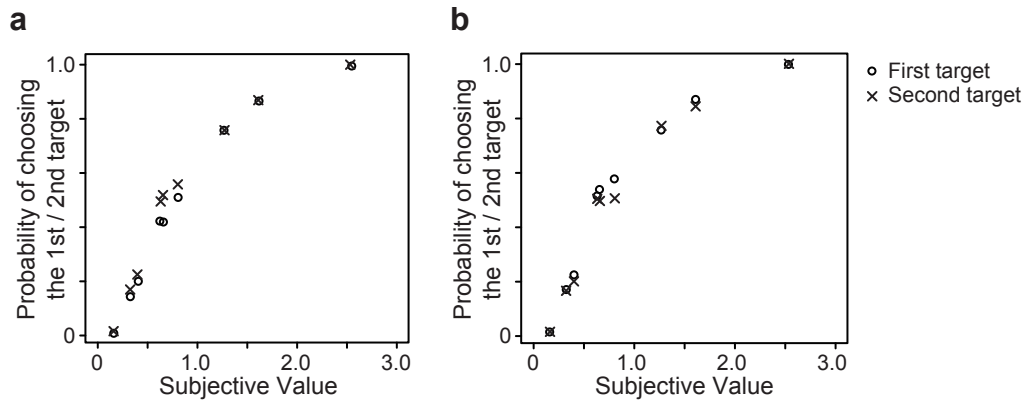 a
Probability of choosing
the 1st / 2nd target
1.0
0
0 1.0 2.0 3.0
Subjective Value
b
Probability of choosing
the 1st / 2nd target
1.0
0
0 1.0 2.0 3.0
Subjective Value
First target
Second target